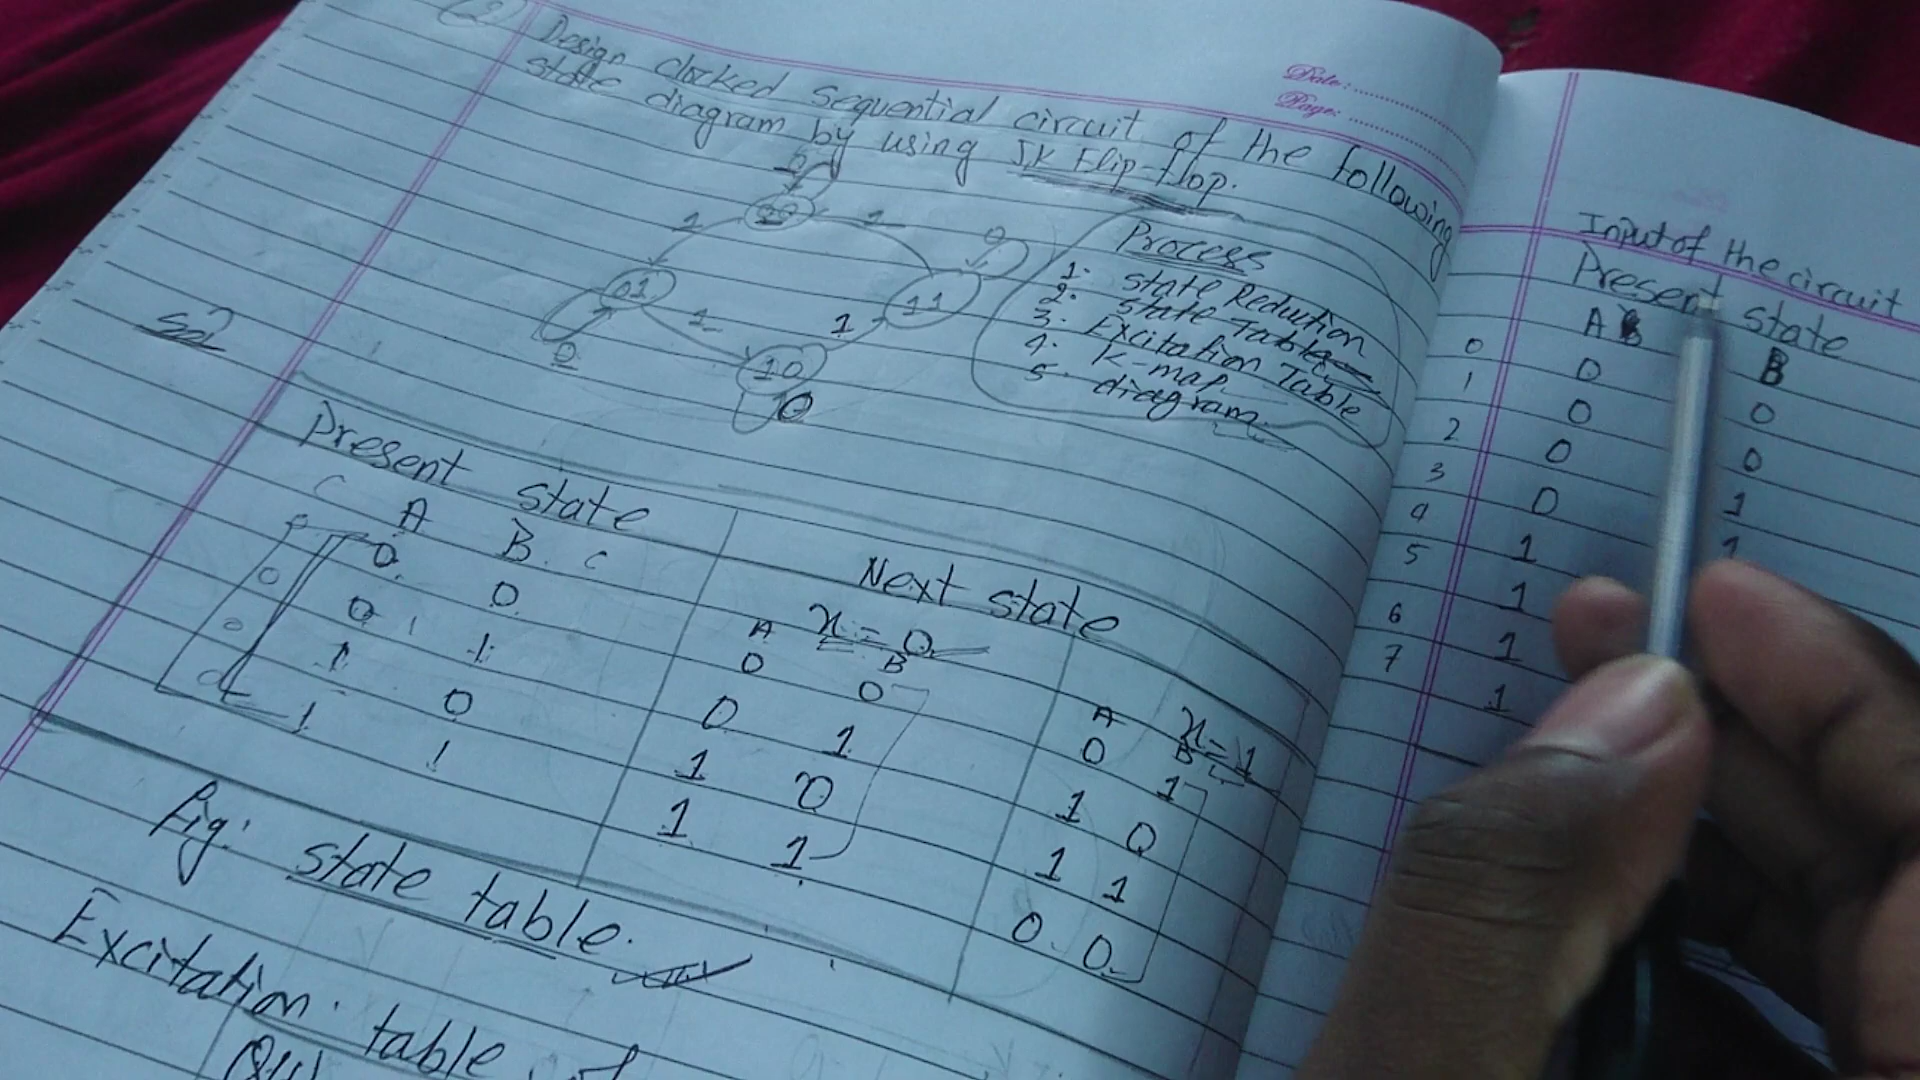 (2)
Design clocked sequential circuit of the following
state diagram by using J.K Flip-flop.
Date:
Page:
0
00
1 1
0
01 11
1 1
0
10
0
Process
1. State Reduction
2. State Table
3. Excitation Table
4. K-map
5. diagram
Present state Next state
C A B C
x = 0 x = 1
A B A B
0 0 0 0 0 1
0 1 0 1 1 0
1 0 1 0 1 1
1 1 1 1 0 0
Fig: state table.
Excitation table of
Input of the circuit
Present state
A B
0 0 0
1 0 0
2 0 1
3 0 1
4 1
5 1
6 1
7 1